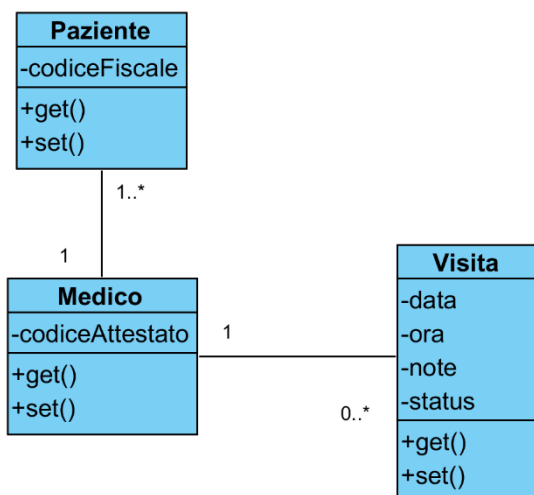 Paziente
-codiceFiscale
+get()
+set()
1..*
1
Medico
-codiceAttestato
+get()
+set()
1
0..*
Visita
-data
-ora
-note
-status
+get()
+set()